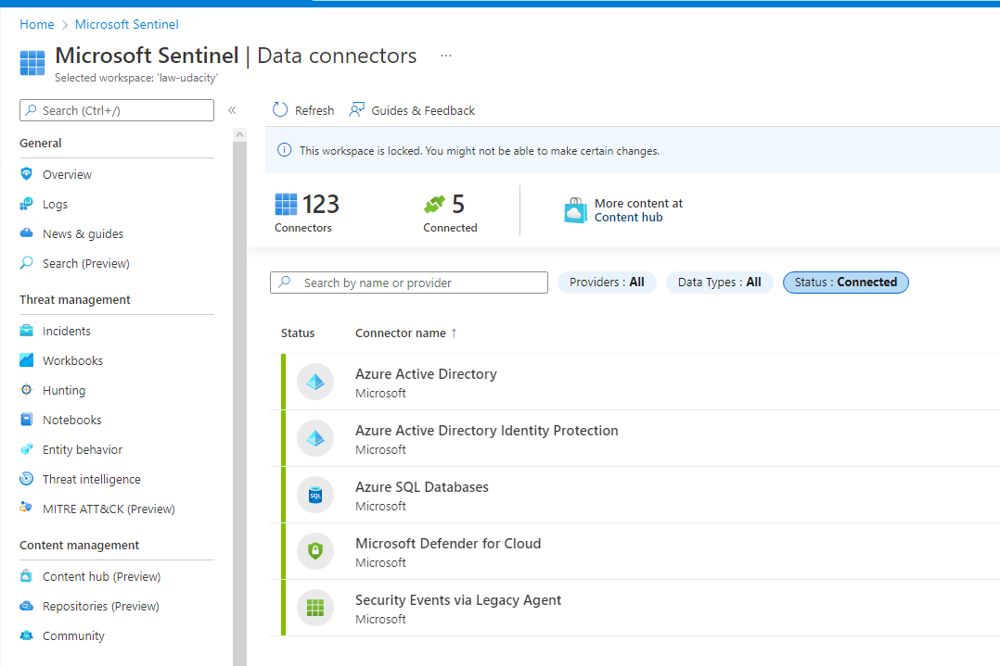 Home > Microsoft Sentinel
Microsoft Sentinel | Data connectors ...
Selected workspace: 'law-udacity'
Search (Ctrl+/) «
General
Overview
Logs
News & guides
Search (Preview)
Threat management
Incidents
Workbooks
Hunting
Notebooks
Entity behavior
Threat intelligence
MITRE ATT&CK (Preview)
Content management
Content hub (Preview)
Repositories (Preview)
Community
Refresh Guides & Feedback
This workspace is locked. You might not be able to make certain changes.
123 Connectors
5 Connected
More content at
Content hub
Search by name or provider Providers : All Data Types : All Status : Connected
Status Connector name ↑
Azure Active Directory
Microsoft
Azure Active Directory Identity Protection
Microsoft
SQL Azure SQL Databases
Microsoft
Microsoft Defender for Cloud
Microsoft
Security Events via Legacy Agent
Microsoft